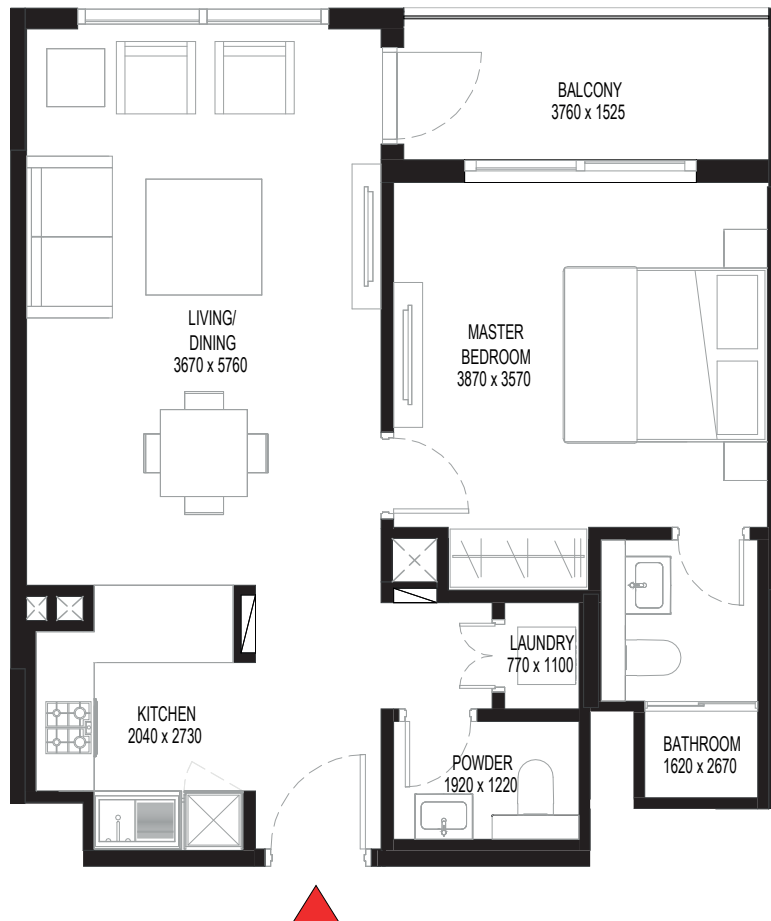 BALCONY
3760 x 1525
LIVING/
DINING
3670 x 5760
MASTER
BEDROOM
3870 x 3570
LAUNDRY
770 x 1100
KITCHEN
2040 x 2730
POWDER
1920 x 1220
BATHROOM
1620 x 2670